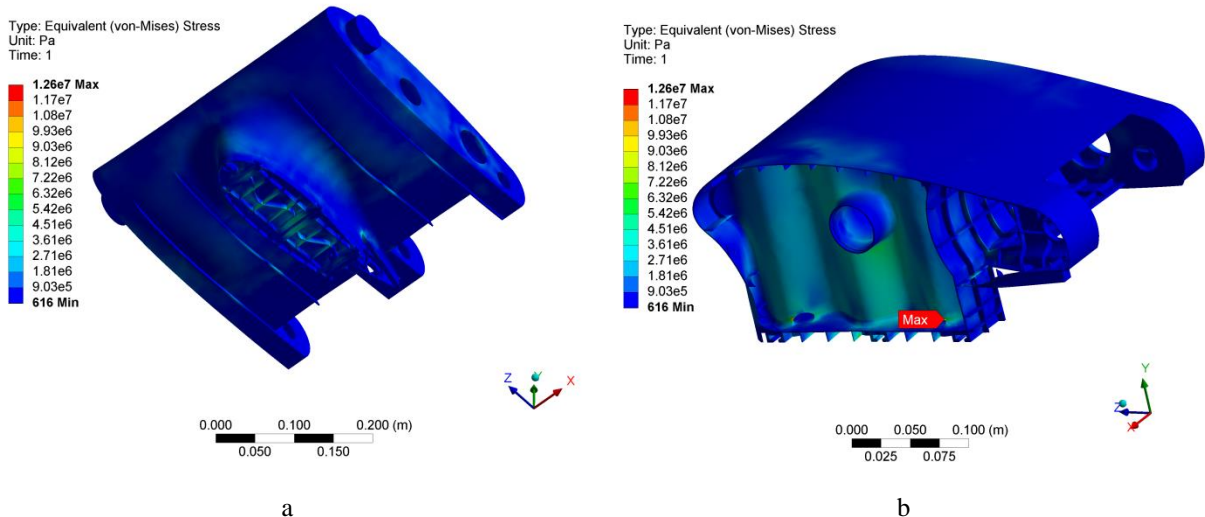 Type: Equivalent (von-Mises) Stress
Unit: Pa
Time: 1
1.26e7 Max
1.17e7
1.08e7
9.93e6
9.03e6
8.12e6
7.22e6
6.32e6
5.42e6
4.51e6
3.61e6
2.71e6
1.81e6
9.03e5
616 Min
Z
Y
X
0.000 0.100 0.200 (m)
0.050 0.150
a
Type: Equivalent (von-Mises) Stress
Unit: Pa
Time: 1
1.26e7 Max
1.17e7
1.08e7
9.93e6
9.03e6
8.12e6
7.22e6
6.32e6
5.42e6
4.51e6
3.61e6
2.71e6
1.81e6
9.03e5
616 Min
Max
Y
Z
X
0.000 0.050 0.100 (m)
0.025 0.075
b